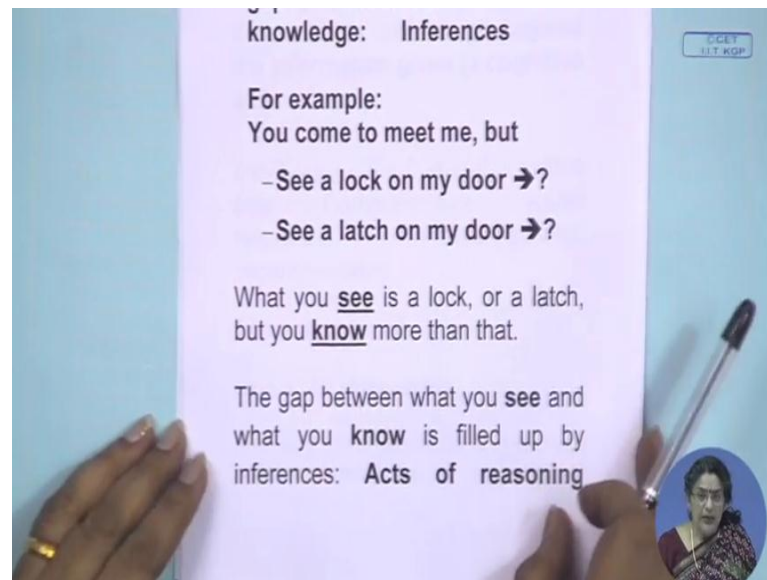 knowledge: Inferences
CCET
I.I.T KGP
For example:
You come to meet me, but
–See a lock on my door ➔?
–See a latch on my door ➔?
What you see is a lock, or a latch,
but you know more than that.
The gap between what you see and
what you know is filled up by
inferences: Acts of reasoning